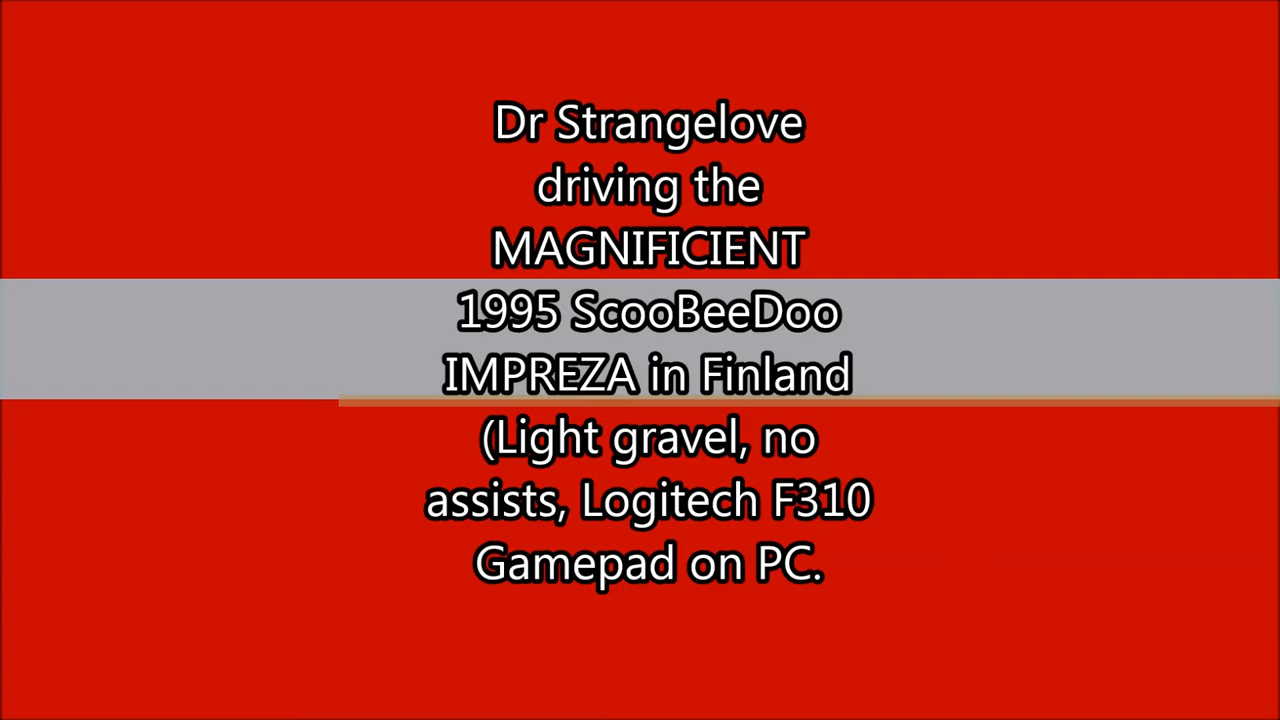 Dr Strangelove
driving the
MAGNIFICIENT
1995 ScooBeeDoo
IMPREZA in Finland
(Light gravel, no
assists, Logitech F310
Gamepad on PC.